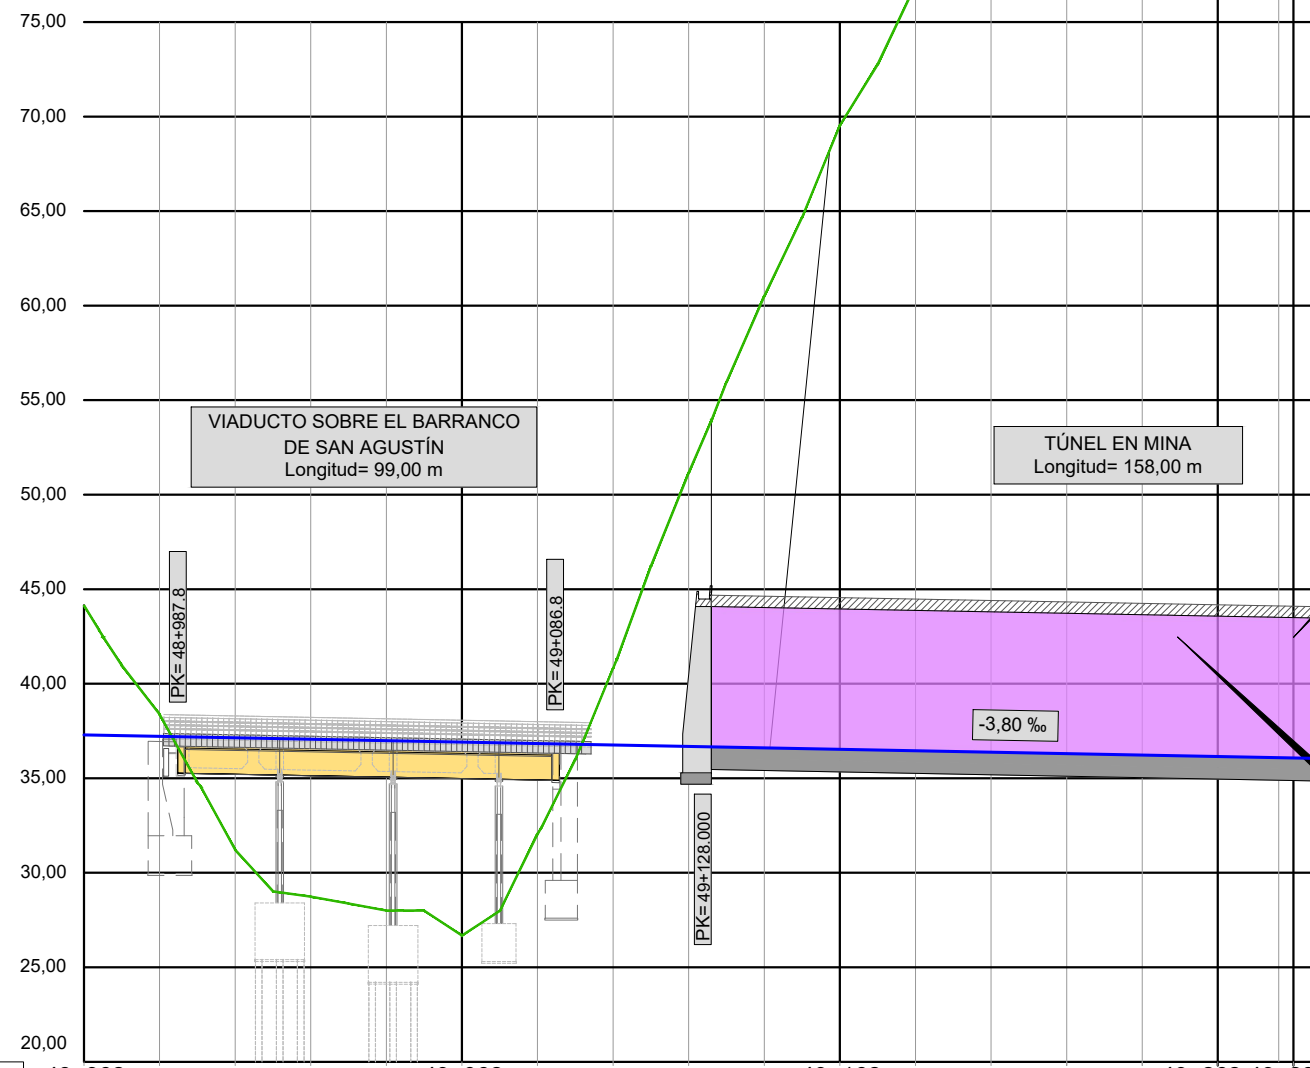 75,00
70,00
65,00
60,00
55,00
VIADUCTO SOBRE EL BARRANCO
DE SAN AGUSTÍN
Longitud= 99,00 m
TÚNEL EN MINA
Longitud= 158,00 m
50,00
45,00
PK= 48+987.8
PK= 49+086.8
40,00
-3,80 ‰
35,00
PK= 49+128.000
30,00
25,00
20,00